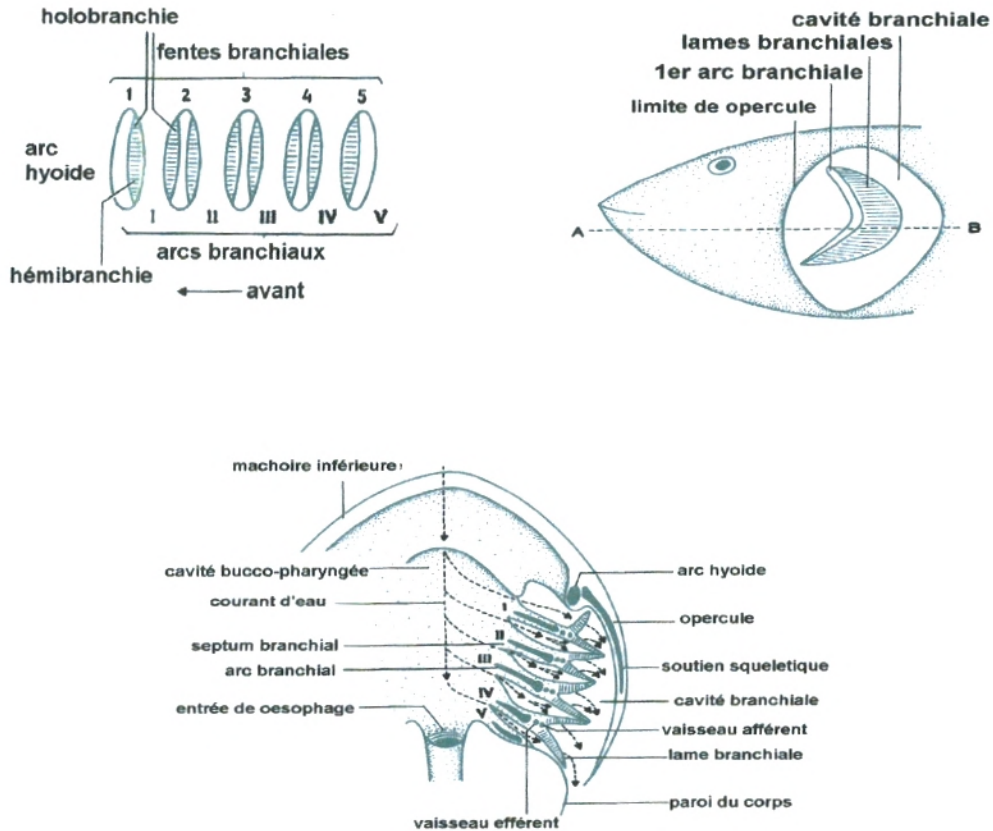 holobranchie
fentes branchiales
1 2 3 4 5
arc
hyoide
I II III IV V
arcs branchiaux
hémibranchie
avant
cavité branchiale
lames branchiales
1er arc branchiale
limite de opercule
A
B
machoire inférieure
cavité bucco-pharyngée
courant d'eau
septum branchial
arc branchial
entrée de oesophage
I
II
III
IV
V
arc hyoide
opercule
soutien squeletique
cavité branchiale
vaisseau afférent
lame branchiale
paroi du corps
vaisseau efférent